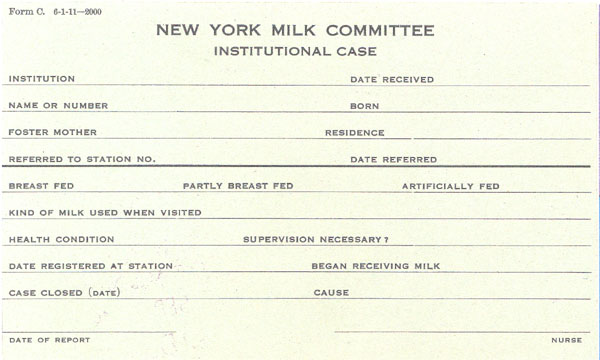 Form C. 6-1-11—2000
NEW YORK MILK COMMITTEE
INSTITUTIONAL CASE
INSTITUTION DATE RECEIVED
NAME OR NUMBER BORN
FOSTER MOTHER RESIDENCE
REFERRED TO STATION NO. DATE REFERRED
BREAST FED PARTLY BREAST FED ARTIFICIALLY FED
KIND OF MILK USED WHEN VISITED
HEALTH CONDITION SUPERVISION NECESSARY?
DATE REGISTERED AT STATION BEGAN RECEIVING MILK
CASE CLOSED (DATE) CAUSE
DATE OF REPORT NURSE